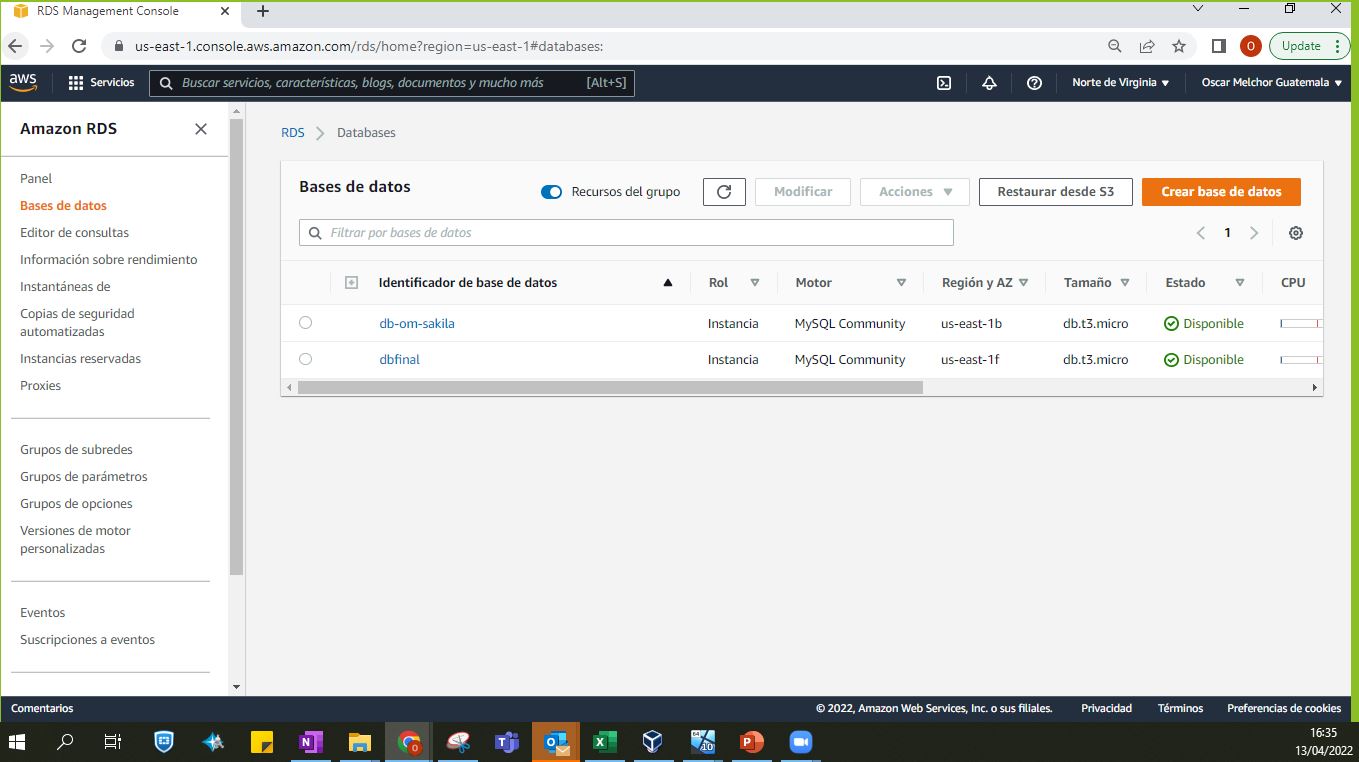 RDS Management Console
us-east-1.console.aws.amazon.com/rds/home?region=us-east-1#databases:
O
Update
aws
Servicios
Buscar servicios, características, blogs, documentos y mucho más [Alt+S]
Norte de Virginia
Oscar Melchor Guatemala
Amazon RDS
Panel
Bases de datos
Editor de consultas
Información sobre rendimiento
Instantáneas de
Copias de seguridad
automatizadas
Instancias reservadas
Proxies
Grupos de subredes
Grupos de parámetros
Grupos de opciones
Versiones de motor
personalizadas
Eventos
Suscripciones a eventos
RDS Databases
Bases de datos
Recursos del grupo
Modificar
Acciones
Restaurar desde S3
Crear base de datos
Filtrar por bases de datos
1
Identificador de base de datos Rol Motor Región y AZ Tamaño Estado CPU
db-om-sakila Instancia MySQL Community us-east-1b db.t3.micro Disponible
dbfinal Instancia MySQL Community us-east-1f db.t3.micro Disponible
Comentarios
© 2022, Amazon Web Services, Inc. o sus filiales.
Privacidad
Términos
Preferencias de cookies
16:35
13/04/2022